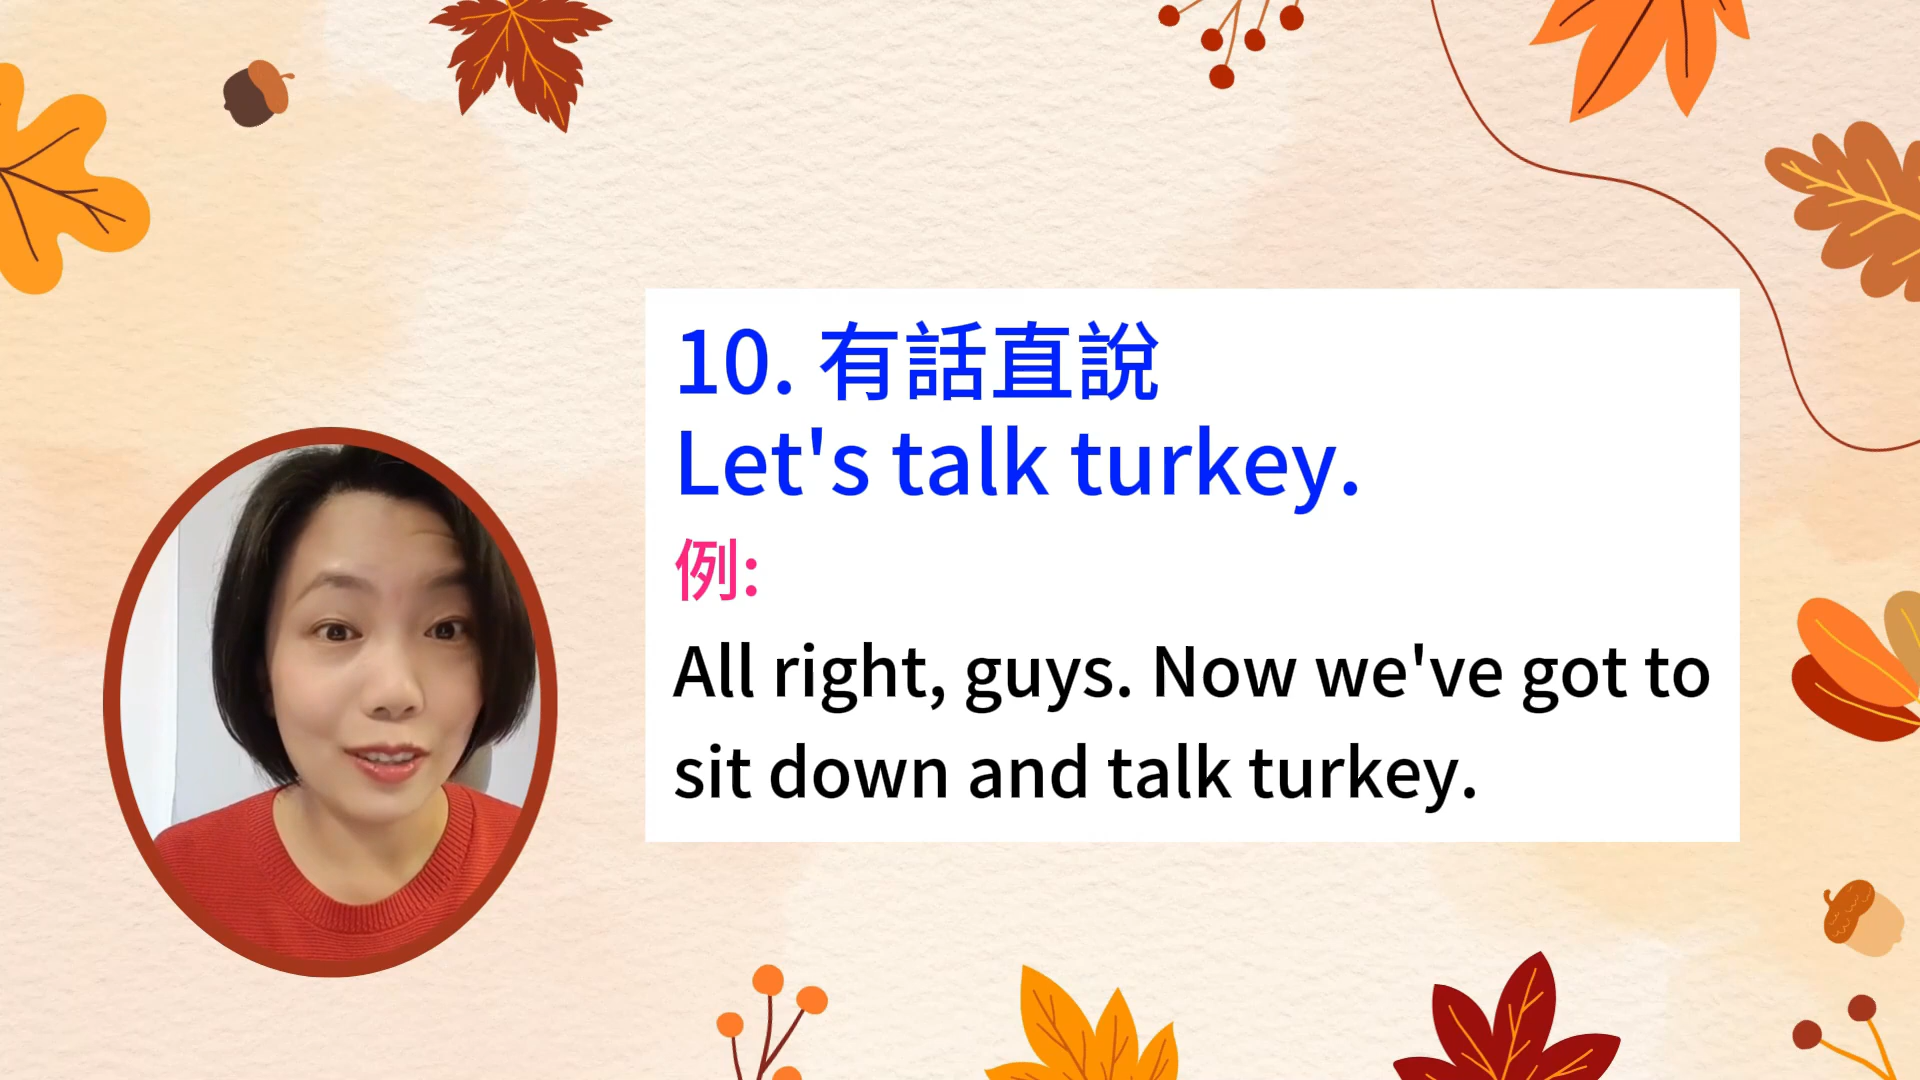 10. 有話直說
Let's talk turkey.
例:
All right, guys. Now we've got to
sit down and talk turkey.